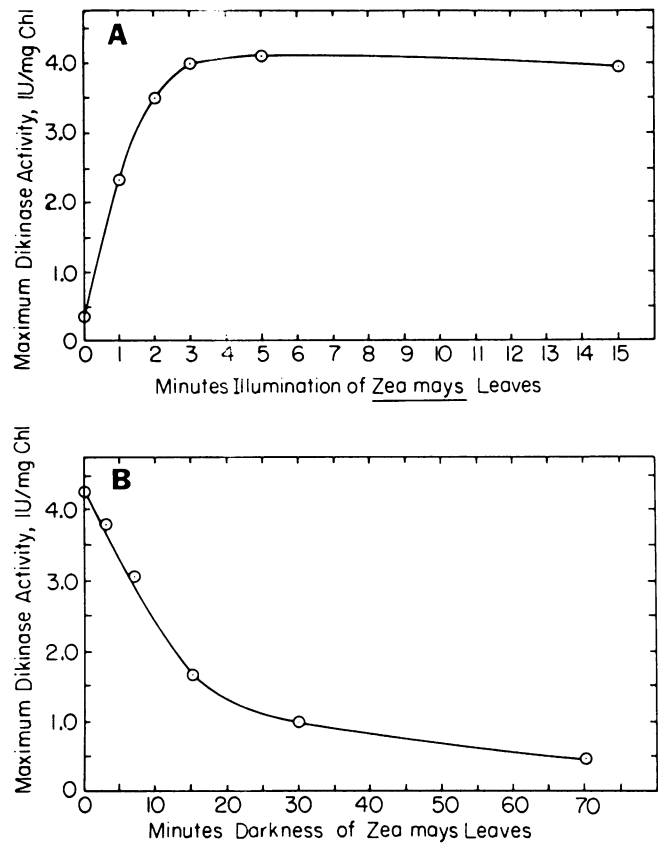 A
Maximum Dikinase Activity, IU/mg Chl
4.0
3.0
2.0
1.0
0
0 1 2 3 4 5 6 7 8 9 10 11 12 13 14 15
Minutes Illumination of Zea mays Leaves
B
Maximum Dikinase Activity, IU/mg Chl
4.0
3.0
2.0
1.0
0
0 10 20 30 40 50 60 70
Minutes Darkness of Zea mays Leaves